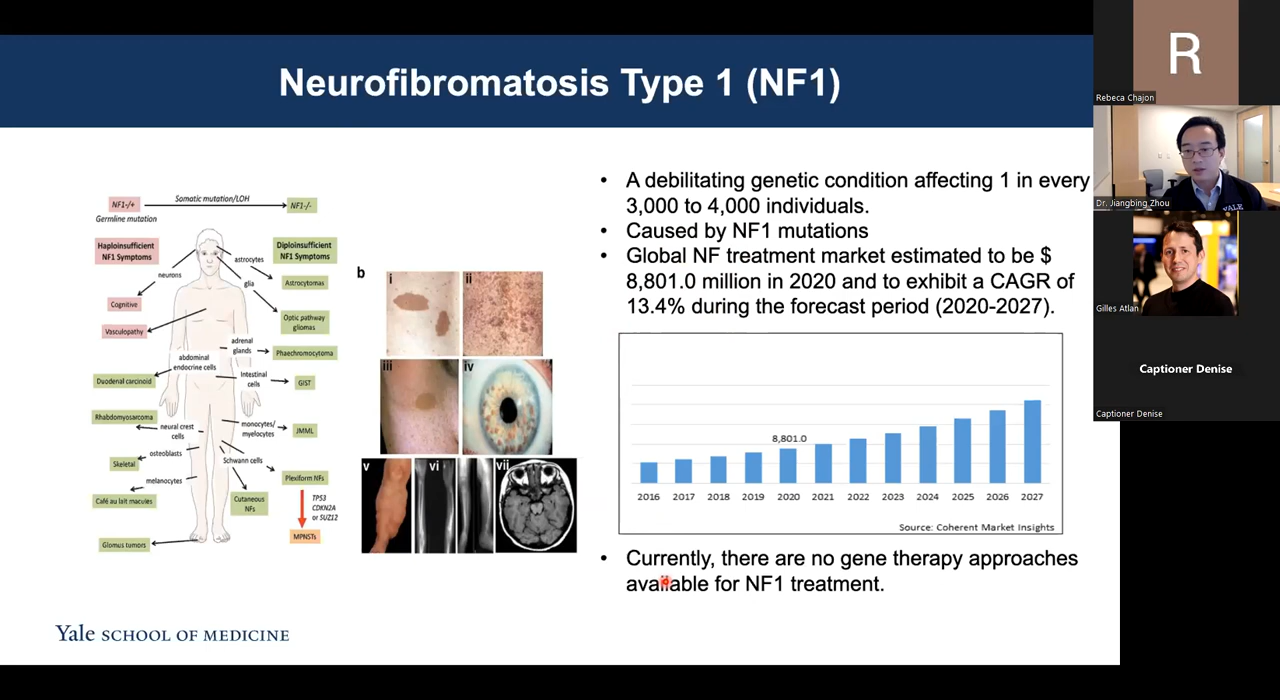 Neurofibromatosis Type 1 (NF1)
NF1-/+
Somatic mutation/LOH
NF1-/-
Germline mutation
Haploinsufficient
NF1 Symptoms
Diploinsufficient
NF1 Symptoms
neurons
astrocytes
glia
Cognitive
Astrocytomas
Vasculopathy
Optic pathway
gliomas
adrenal
glands
Phaechromcytoma
abdominal
endocrine cells
Duodenal carcinoid
Intestinal
cells
GIST
Rhabdomyosarcoma
neural crest
cells
monocytes/
myelocytes
JMML
osteoblasts
Skeletal
Schwann cells
Plexiform NFs
melanocytes
Café au lait macules
Cutaneous
NFs
TP53
CDKN2A
or SUZ12
MPNSTs
Glomus tumors
b
i
ii
iii
iv
v
vi
vii
• A debilitating genetic condition affecting 1 in every
3,000 to 4,000 individuals.
• Caused by NF1 mutations
• Global NF treatment market estimated to be $
8,801.0 million in 2020 and to exhibit a CAGR of
13.4% during the forecast period (2020-2027).
8,801.0
2016 2017 2018 2019 2020 2021 2022 2023 2024 2025 2026 2027
Source: Coherent Market Insights
• Currently, there are no gene therapy approaches
available for NF1 treatment.
Yale SCHOOL OF MEDICINE
R
Rebeca Chajon
YALE
Dr. Jiangbing Zhou
Gilles Atlan
Captioner Denise
Captioner Denise